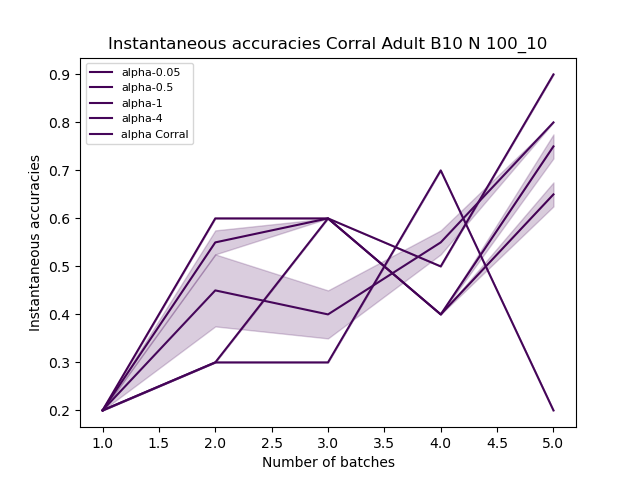 Instantaneous accuracies Corral Adult B10 N 100_10
alpha-0.05
alpha-0.5
alpha-1
alpha-4
alpha Corral
Instantaneous accuracies
0.9
0.8
0.7
0.6
0.5
0.4
0.3
0.2
1.0 1.5 2.0 2.5 3.0 3.5 4.0 4.5 5.0
Number of batches